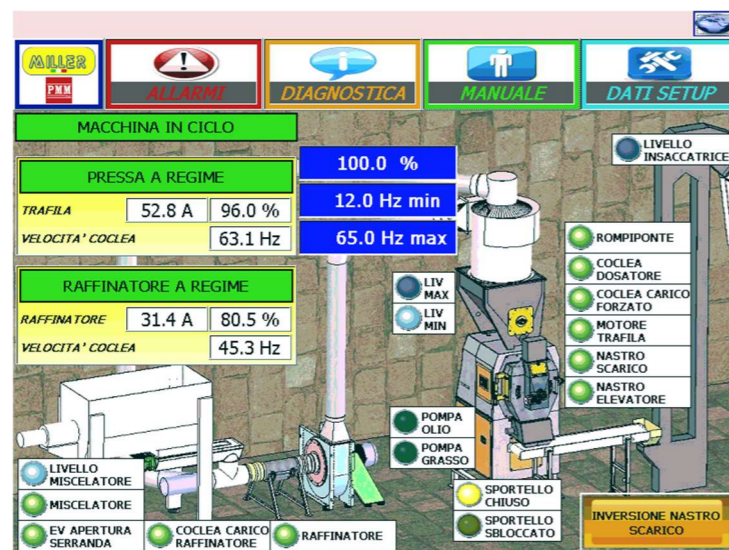 MILLER
PMM
ALLARMI
DIAGNOSTICA
MANUALE
DATI SETUP
MACCHINA IN CICLO
PRESSA A REGIME
TRAFILA 52.8 A 96.0 %
VELOCITA' COCLEA 63.1 Hz
100.0 %
12.0 Hz min
65.0 Hz max
LIVELLO
INSACCATRICE
RAFFINATORE A REGIME
RAFFINATORE 31.4 A 80.5 %
VELOCITA' COCLEA 45.3 Hz
LIV
MAX
LIV
MIN
ROMPIPONTE
COCLEA
DOSATORE
COCLEA CARICO
FORZATO
MOTORE
TRAFILA
NASTRO
SCARICO
NASTRO
ELEVATORE
POMPA
OLIO
POMPA
GRASSO
LIVELLO
MISCELATORE
MISCELATORE
EV APERTURA
SERRANDA
COCLEA CARICO
RAFFINATORE
RAFFINATORE
SPORTELLO
CHIUSO
SPORTELLO
SBLOCCATO
INVERSIONE NASTRO
SCARICO